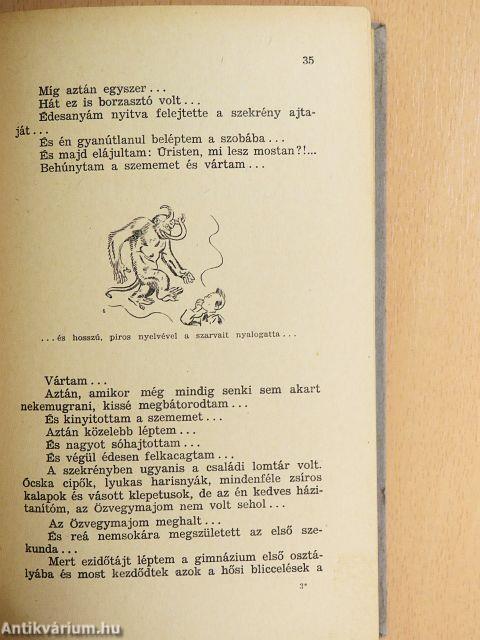 35
Míg aztán egyszer...
Hát ez is borzasztó volt...
Édesanyám nyitva felejtette a szekrény ajta-
ját...
És én gyanútlanul beléptem a szobába...
És majd elájultam: Úristen, mi lesz mostan?!...
Behúnytam a szememet és vártam...
...és hosszú, piros nyelvével a szarvait nyalogatta...
Vártam...
Aztán, amikor még mindig senki sem akart
nekemugrani, kissé megbátorodtam...
És kinyitottam a szememet...
Aztán közelebb léptem...
És nagyot sóhajtottam...
És végül édesen felkacagtam...
A szekrényben ugyanis a családi lomtár volt.
Ócska cipők, lyukas harisnyák, mindenféle zsíros
kalapok és vásott klepetusok, de az én kedves házi-
tanítóm, az Özvegymajom nem volt sehol...
Az Özvegymajom meghalt...
És reá nemsokára megszületett az első sze-
kunda...
Mert ezidőtájt léptem a gimnázium első osztá-
lyába és most kezdődtek azok a hősi bliccelések a
3*
Antikvárium.hu